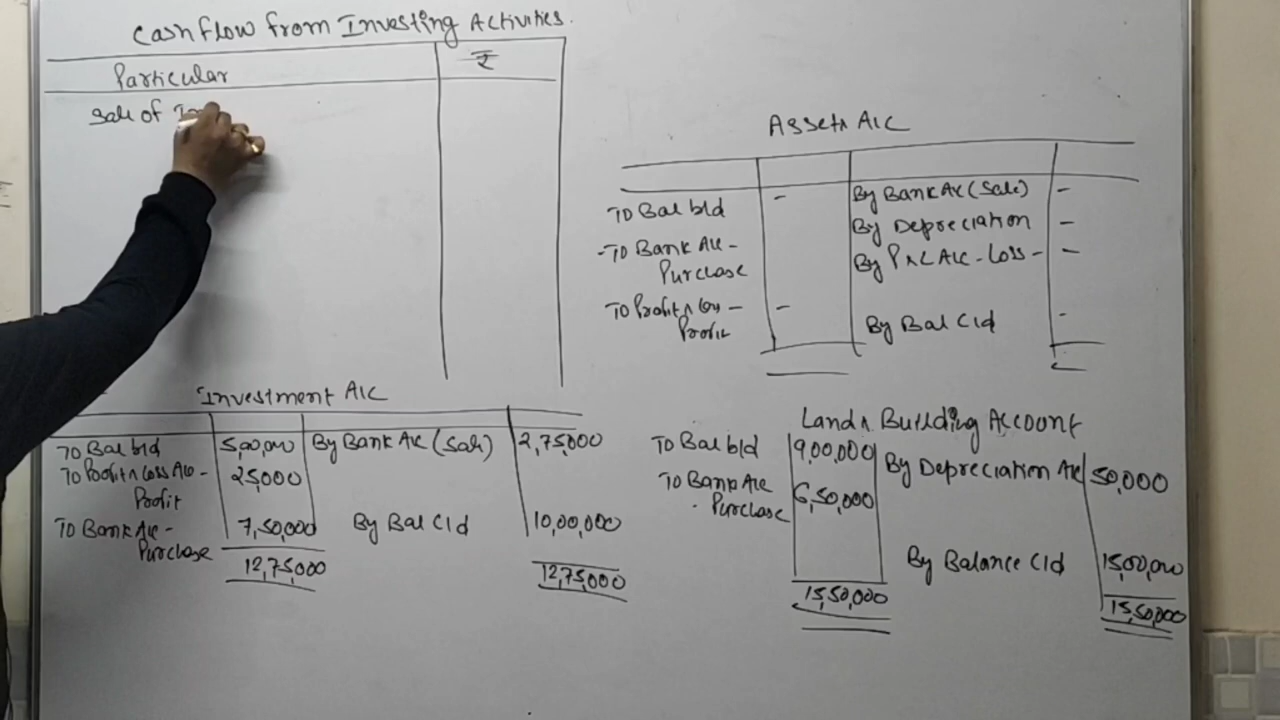 Cash flow from Investing Activities.
Particular ₹
Sale of
Assets A/C
To Bal b/d - By Bank A/c (Sale) -
By Depreciation -
- To Bank A/c -
Purchase By P & L A/c - Loss - -
To Profit & Loss -
Profit - By Bal C/d -
Investment A/C
To Bal b/d 5,00,000 By Bank A/c (Sale) 2,75,000
To Profit & Loss A/c -
Profit 25,000
To Bank A/c -
Purchase 7,50,000 By Bal C/d 10,00,000
12,75,000 12,75,000
Land & Building Account
To Bal b/d 9,00,000 By Depreciation A/c 50,000
To Bank A/c
- Purchase 6,50,000
By Balance C/d 15,00,000
15,50,000 15,50,000